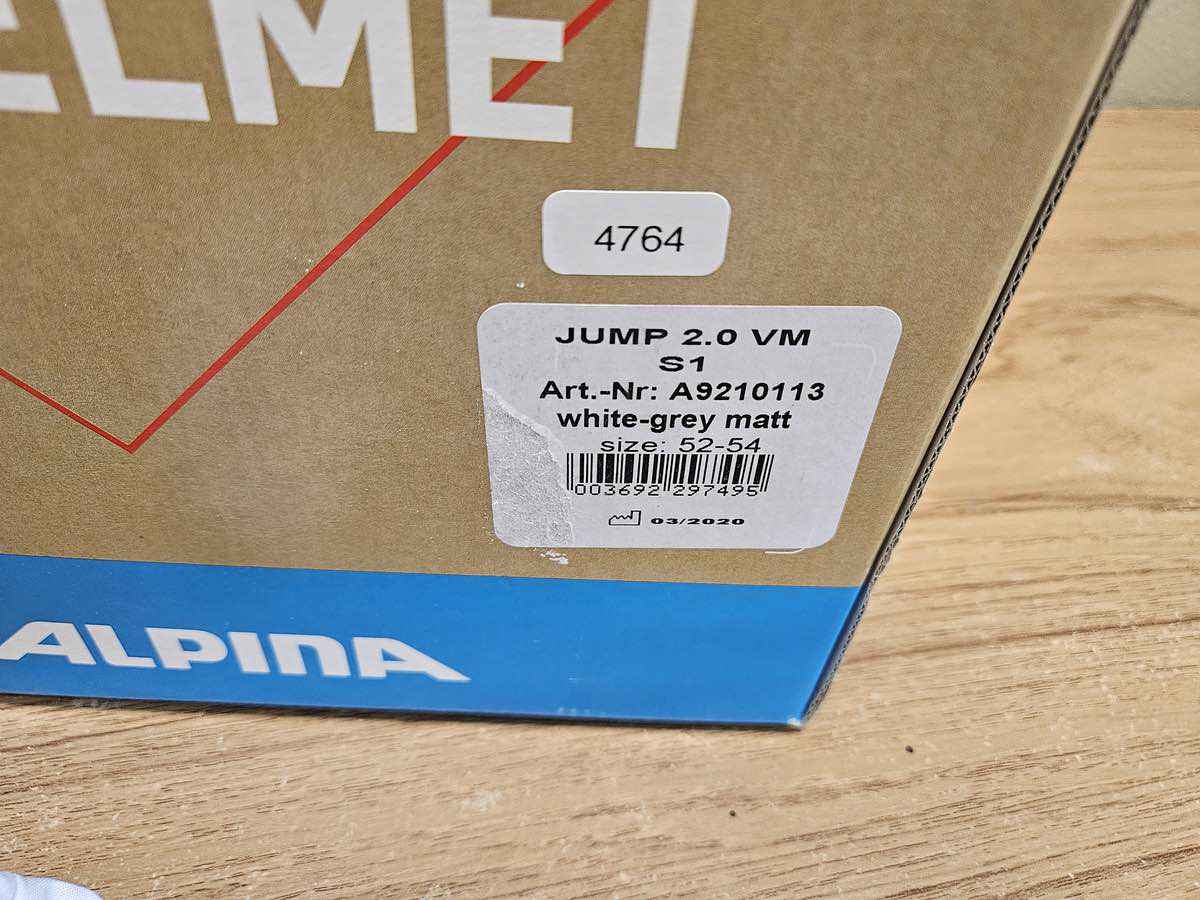 ELMET
4764
JUMP 2.0 VM
S1
Art.-Nr: A9210113
white-grey matt
size: 52-54
003692 297495
03/2020
ALPINA